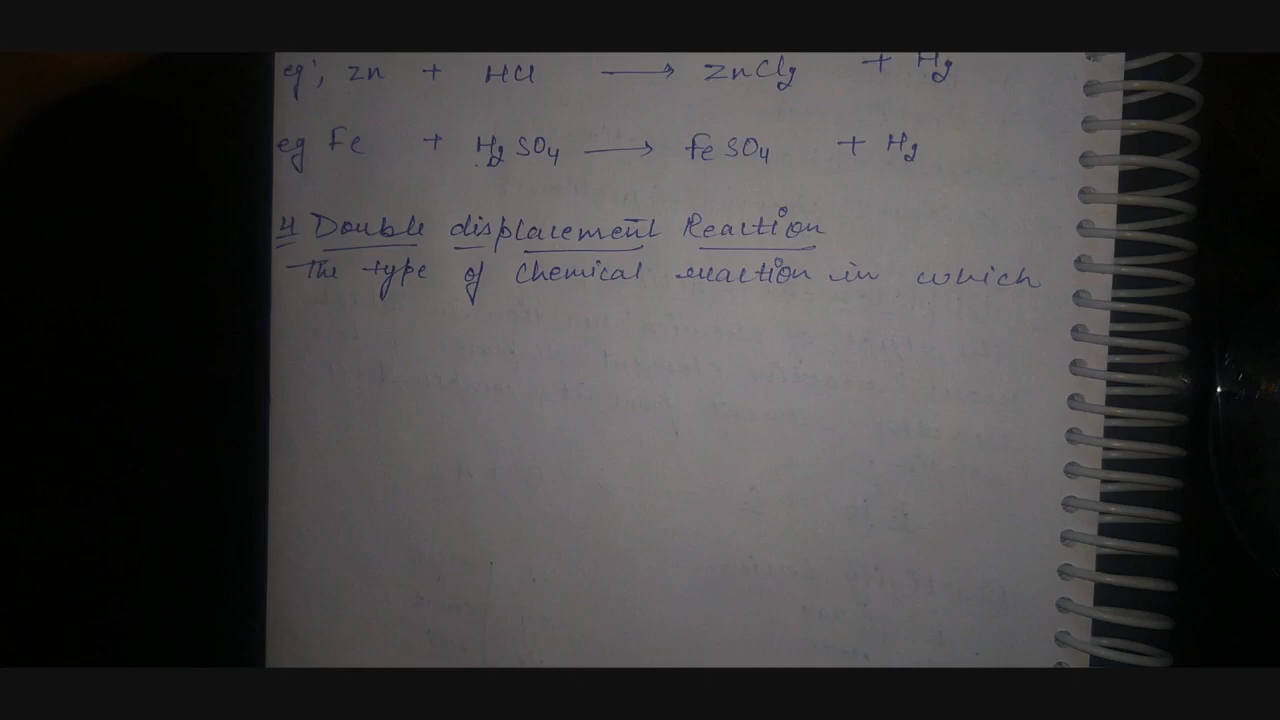 eg; Zn + HCl → ZnCl2 + H2
eg Fe + H2SO4 → FeSO4 + H2
4 Double displacement Reaction
The type of chemical reaction in which